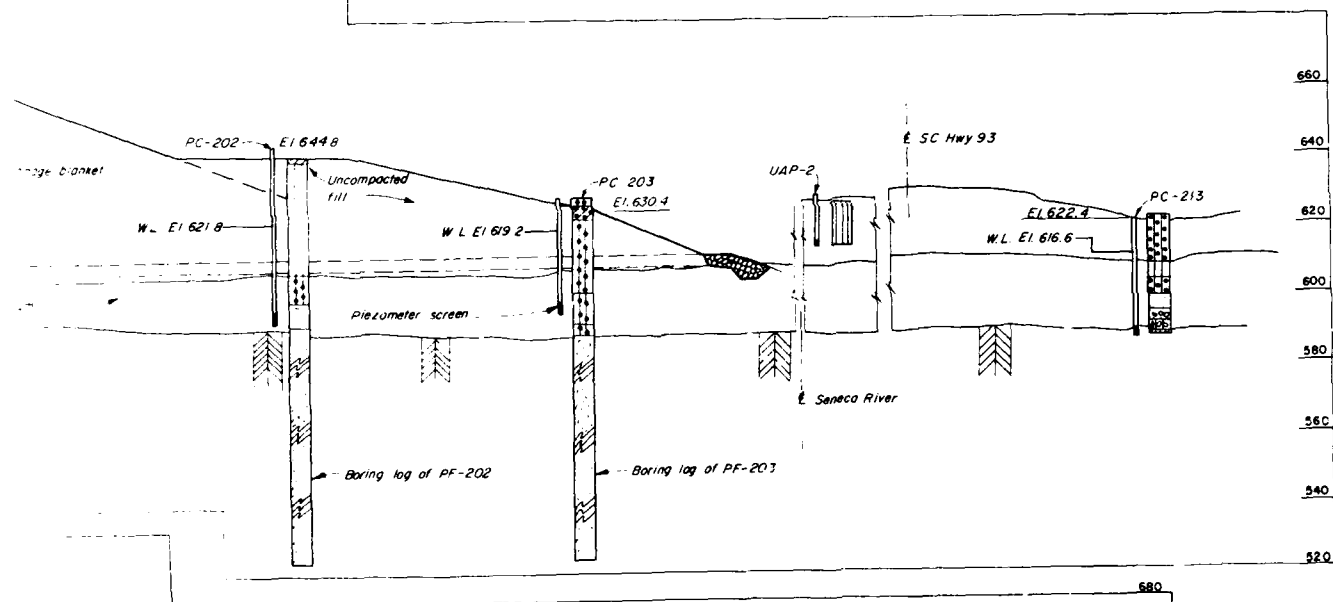 660
℄ SC Hwy 93
PC-202 El. 644.8
640
UAP-2
blanket
Uncompacted
fill
PC 203
El. 630.4
PC-213
El. 622.4
620
W.L. El. 621.8
W.L. El. 619.2
W.L. El. 616.6
600
Piezometer screen
580
℄ Seneca River
560
Boring log of PF-202
Boring log of PF-203
540
520
680